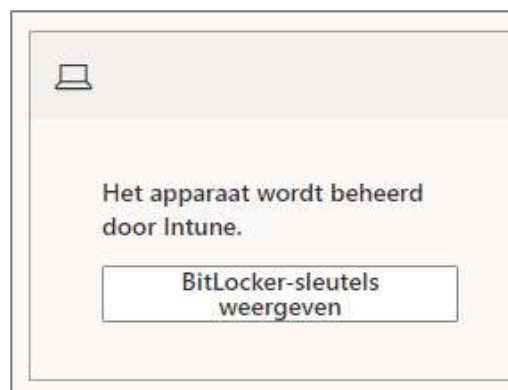 Het apparaat wordt beheerd
door Intune.
BitLocker-sleutels
weergeven